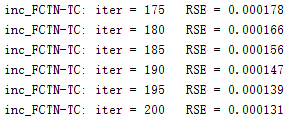 inc_FCTN-TC: iter = 175   RSE = 0.000178
inc_FCTN-TC: iter = 180   RSE = 0.000166
inc_FCTN-TC: iter = 185   RSE = 0.000156
inc_FCTN-TC: iter = 190   RSE = 0.000147
inc_FCTN-TC: iter = 195   RSE = 0.000139
inc_FCTN-TC: iter = 200   RSE = 0.000131